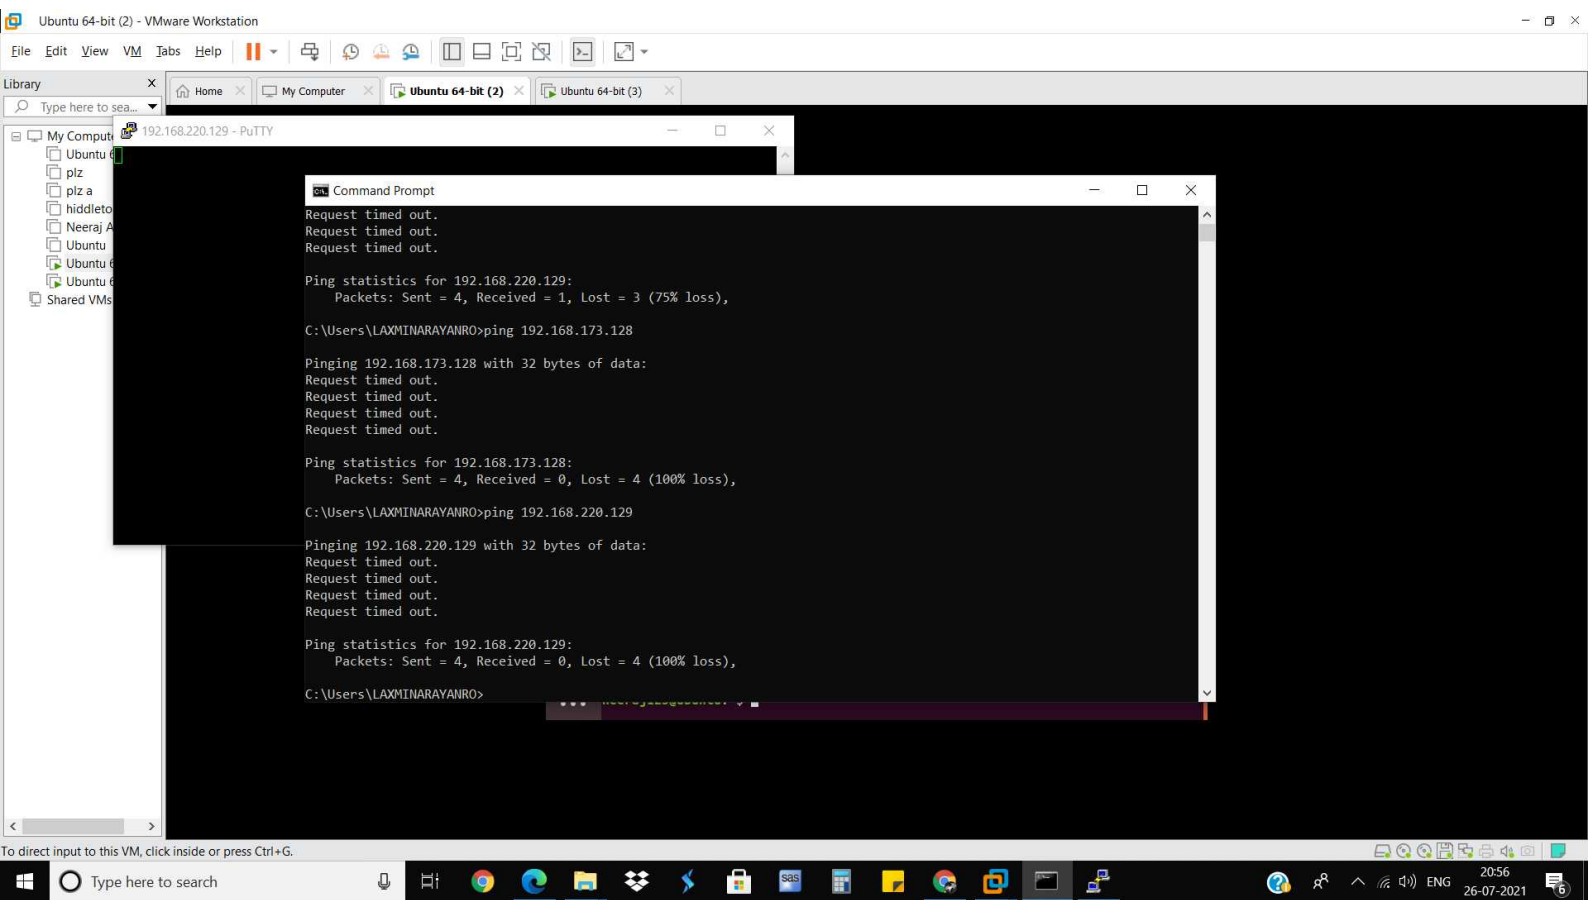 Ubuntu 64-bit (2) - VMware Workstation
File Edit View VM Tabs Help
Library
Home
My Computer
Ubuntu 64-bit (2)
Ubuntu 64-bit (3)
Type here to sea...
192.168.220.129 - PuTTY
My Compute
Ubuntu 6
plz
plz a
hiddleto
Neeraj A
Ubuntu
Ubuntu 6
Ubuntu 6
Shared VMs
Command Prompt
Request timed out.
Request timed out.
Request timed out.
Ping statistics for 192.168.220.129:
Packets: Sent = 4, Received = 1, Lost = 3 (75% loss),
C:\Users\LAXMINARAYANRO>ping 192.168.173.128
Pinging 192.168.173.128 with 32 bytes of data:
Request timed out.
Request timed out.
Request timed out.
Request timed out.
Ping statistics for 192.168.173.128:
Packets: Sent = 4, Received = 0, Lost = 4 (100% loss),
C:\Users\LAXMINARAYANRO>ping 192.168.220.129
Pinging 192.168.220.129 with 32 bytes of data:
Request timed out.
Request timed out.
Request timed out.
Request timed out.
Ping statistics for 192.168.220.129:
Packets: Sent = 4, Received = 0, Lost = 4 (100% loss),
C:\Users\LAXMINARAYANRO>
To direct input to this VM, click inside or press Ctrl+G.
Type here to search
sas
ENG
20:56
26-07-2021
6